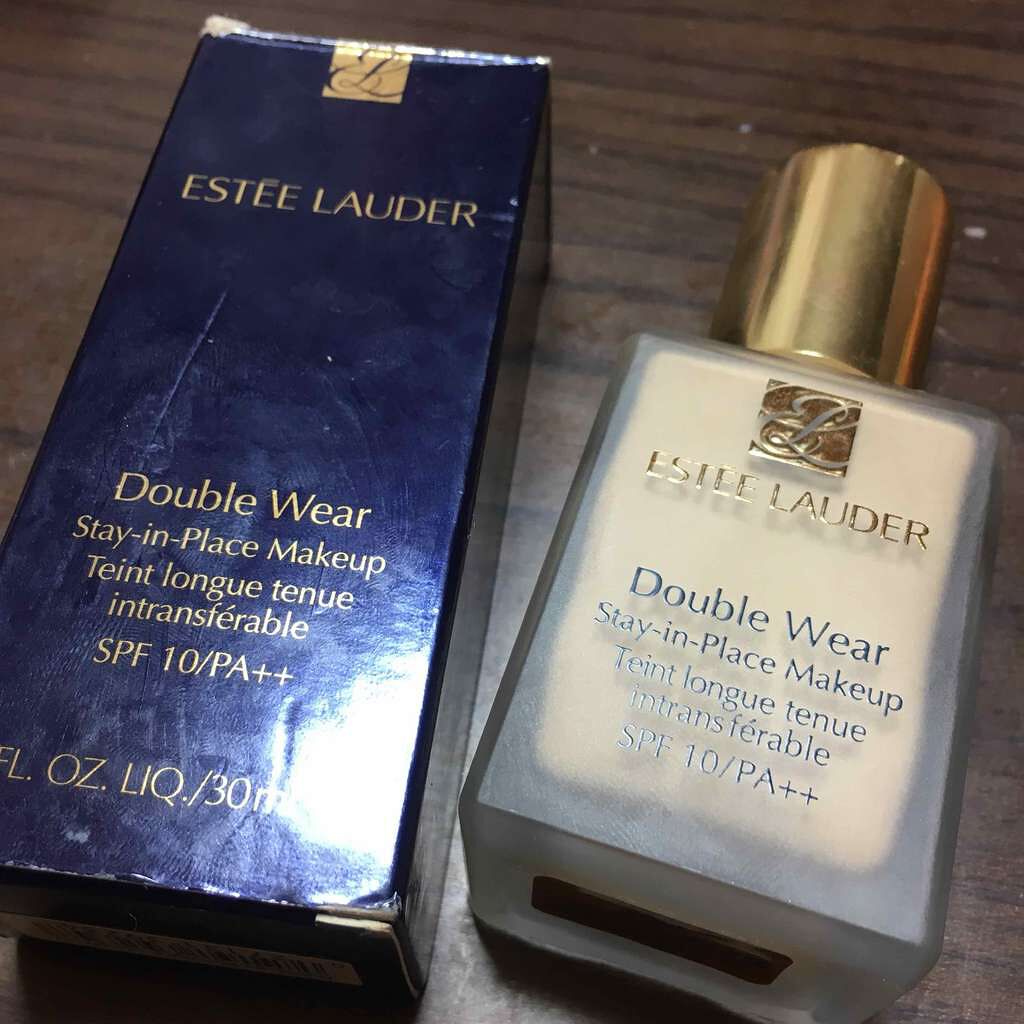 ESTĒE LAUDER
Double Wear
Stay-in-Place Makeup
Teint longue tenue
intransférable
SPF 10/PA++
FL. OZ. LIQ./30m
ESTÉE LAUDER
Double Wear
Stay-in-Place Makeup
Teint longue tenue
intransférable
SPF 10/PA++